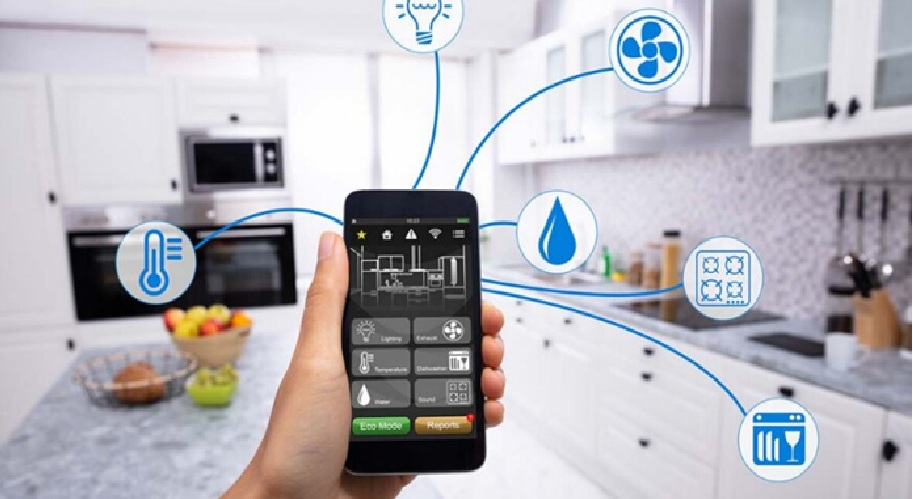 Lighting
Exhaust
Temperature
Dishwasher
Water
Sound
Eco Mode
Reports